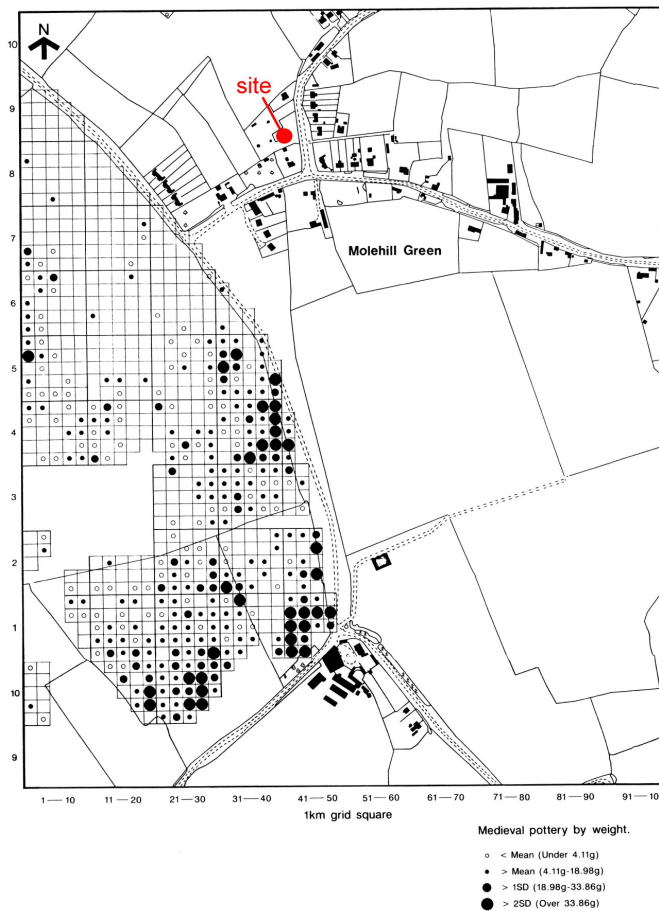 10
N
site
9
8
7
Molehill Green
6
5
4
3
2
1
10
9
1—10 11—20 21—30 31—40 41—50 51—60 61—70 71—80 81—90 91—10
1km grid square
Medieval pottery by weight.
< Mean (Under 4.11g)
> Mean (4.11g-18.98g)
> 1SD (18.98g-33.86g)
> 2SD (Over 33.86g)